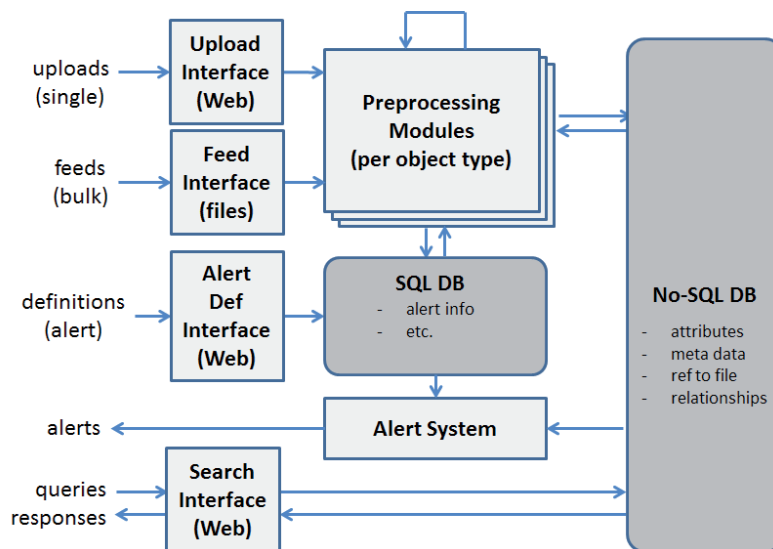 uploads
(single)
Upload
Interface
(Web)
Preprocessing
Modules
(per object type)
feeds
(bulk)
Feed
Interface
(files)
definitions
(alert)
Alert
Def
Interface
(Web)
SQL DB
- alert info
- etc.
No-SQL DB
- attributes
- meta data
- ref to file
- relationships
alerts
Alert System
queries
responses
Search
Interface
(Web)